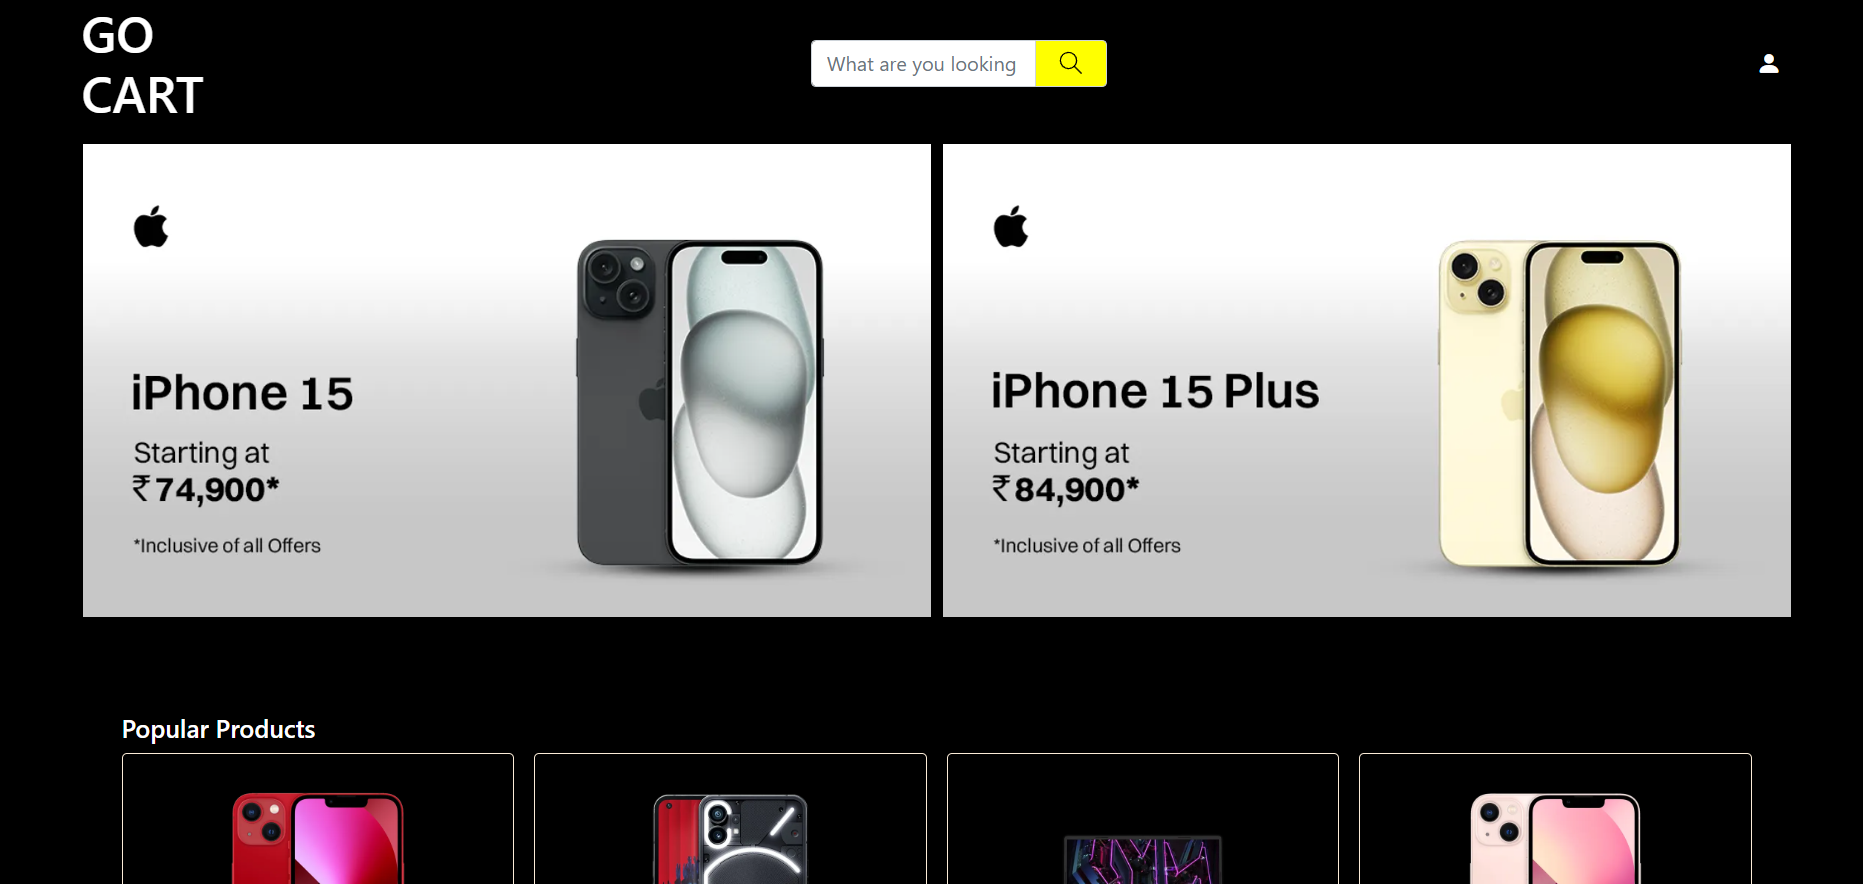 GO
CART
What are you looking
iPhone 15
Starting at
₹74,900*
*Inclusive of all Offers
iPhone 15 Plus
Starting at
₹84,900*
*Inclusive of all Offers
Popular Products